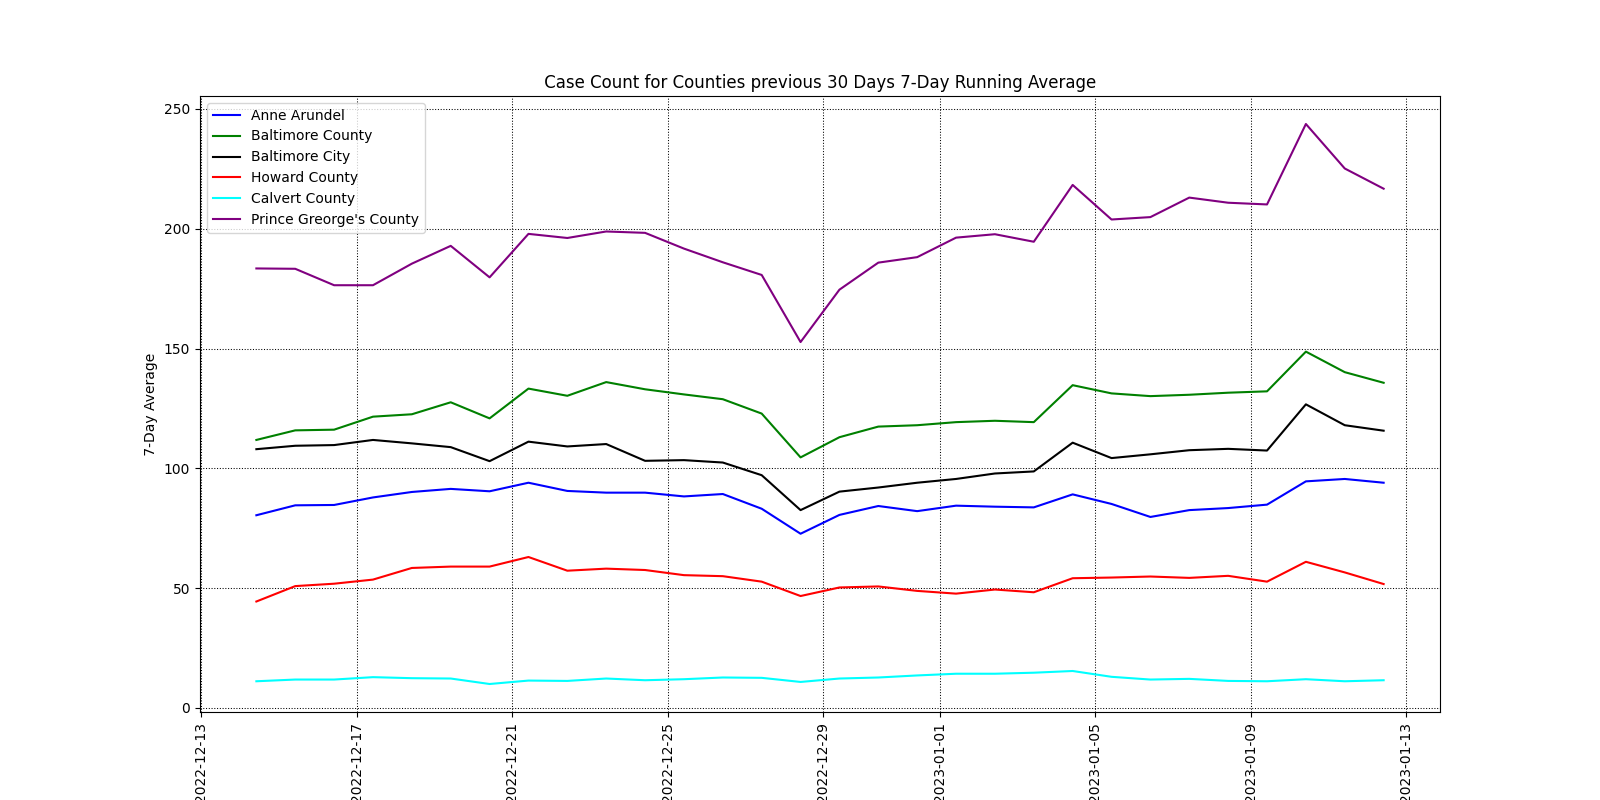 Case Count for Counties previous 30 Days 7-Day Running Average
250
200
150
100
50
0
7-Day Average
Anne Arundel
Baltimore County
Baltimore City
Howard County
Calvert County
Prince Greorge's County
2022-12-13
2022-12-17
2022-12-21
2022-12-25
2022-12-29
2023-01-01
2023-01-05
2023-01-09
2023-01-13